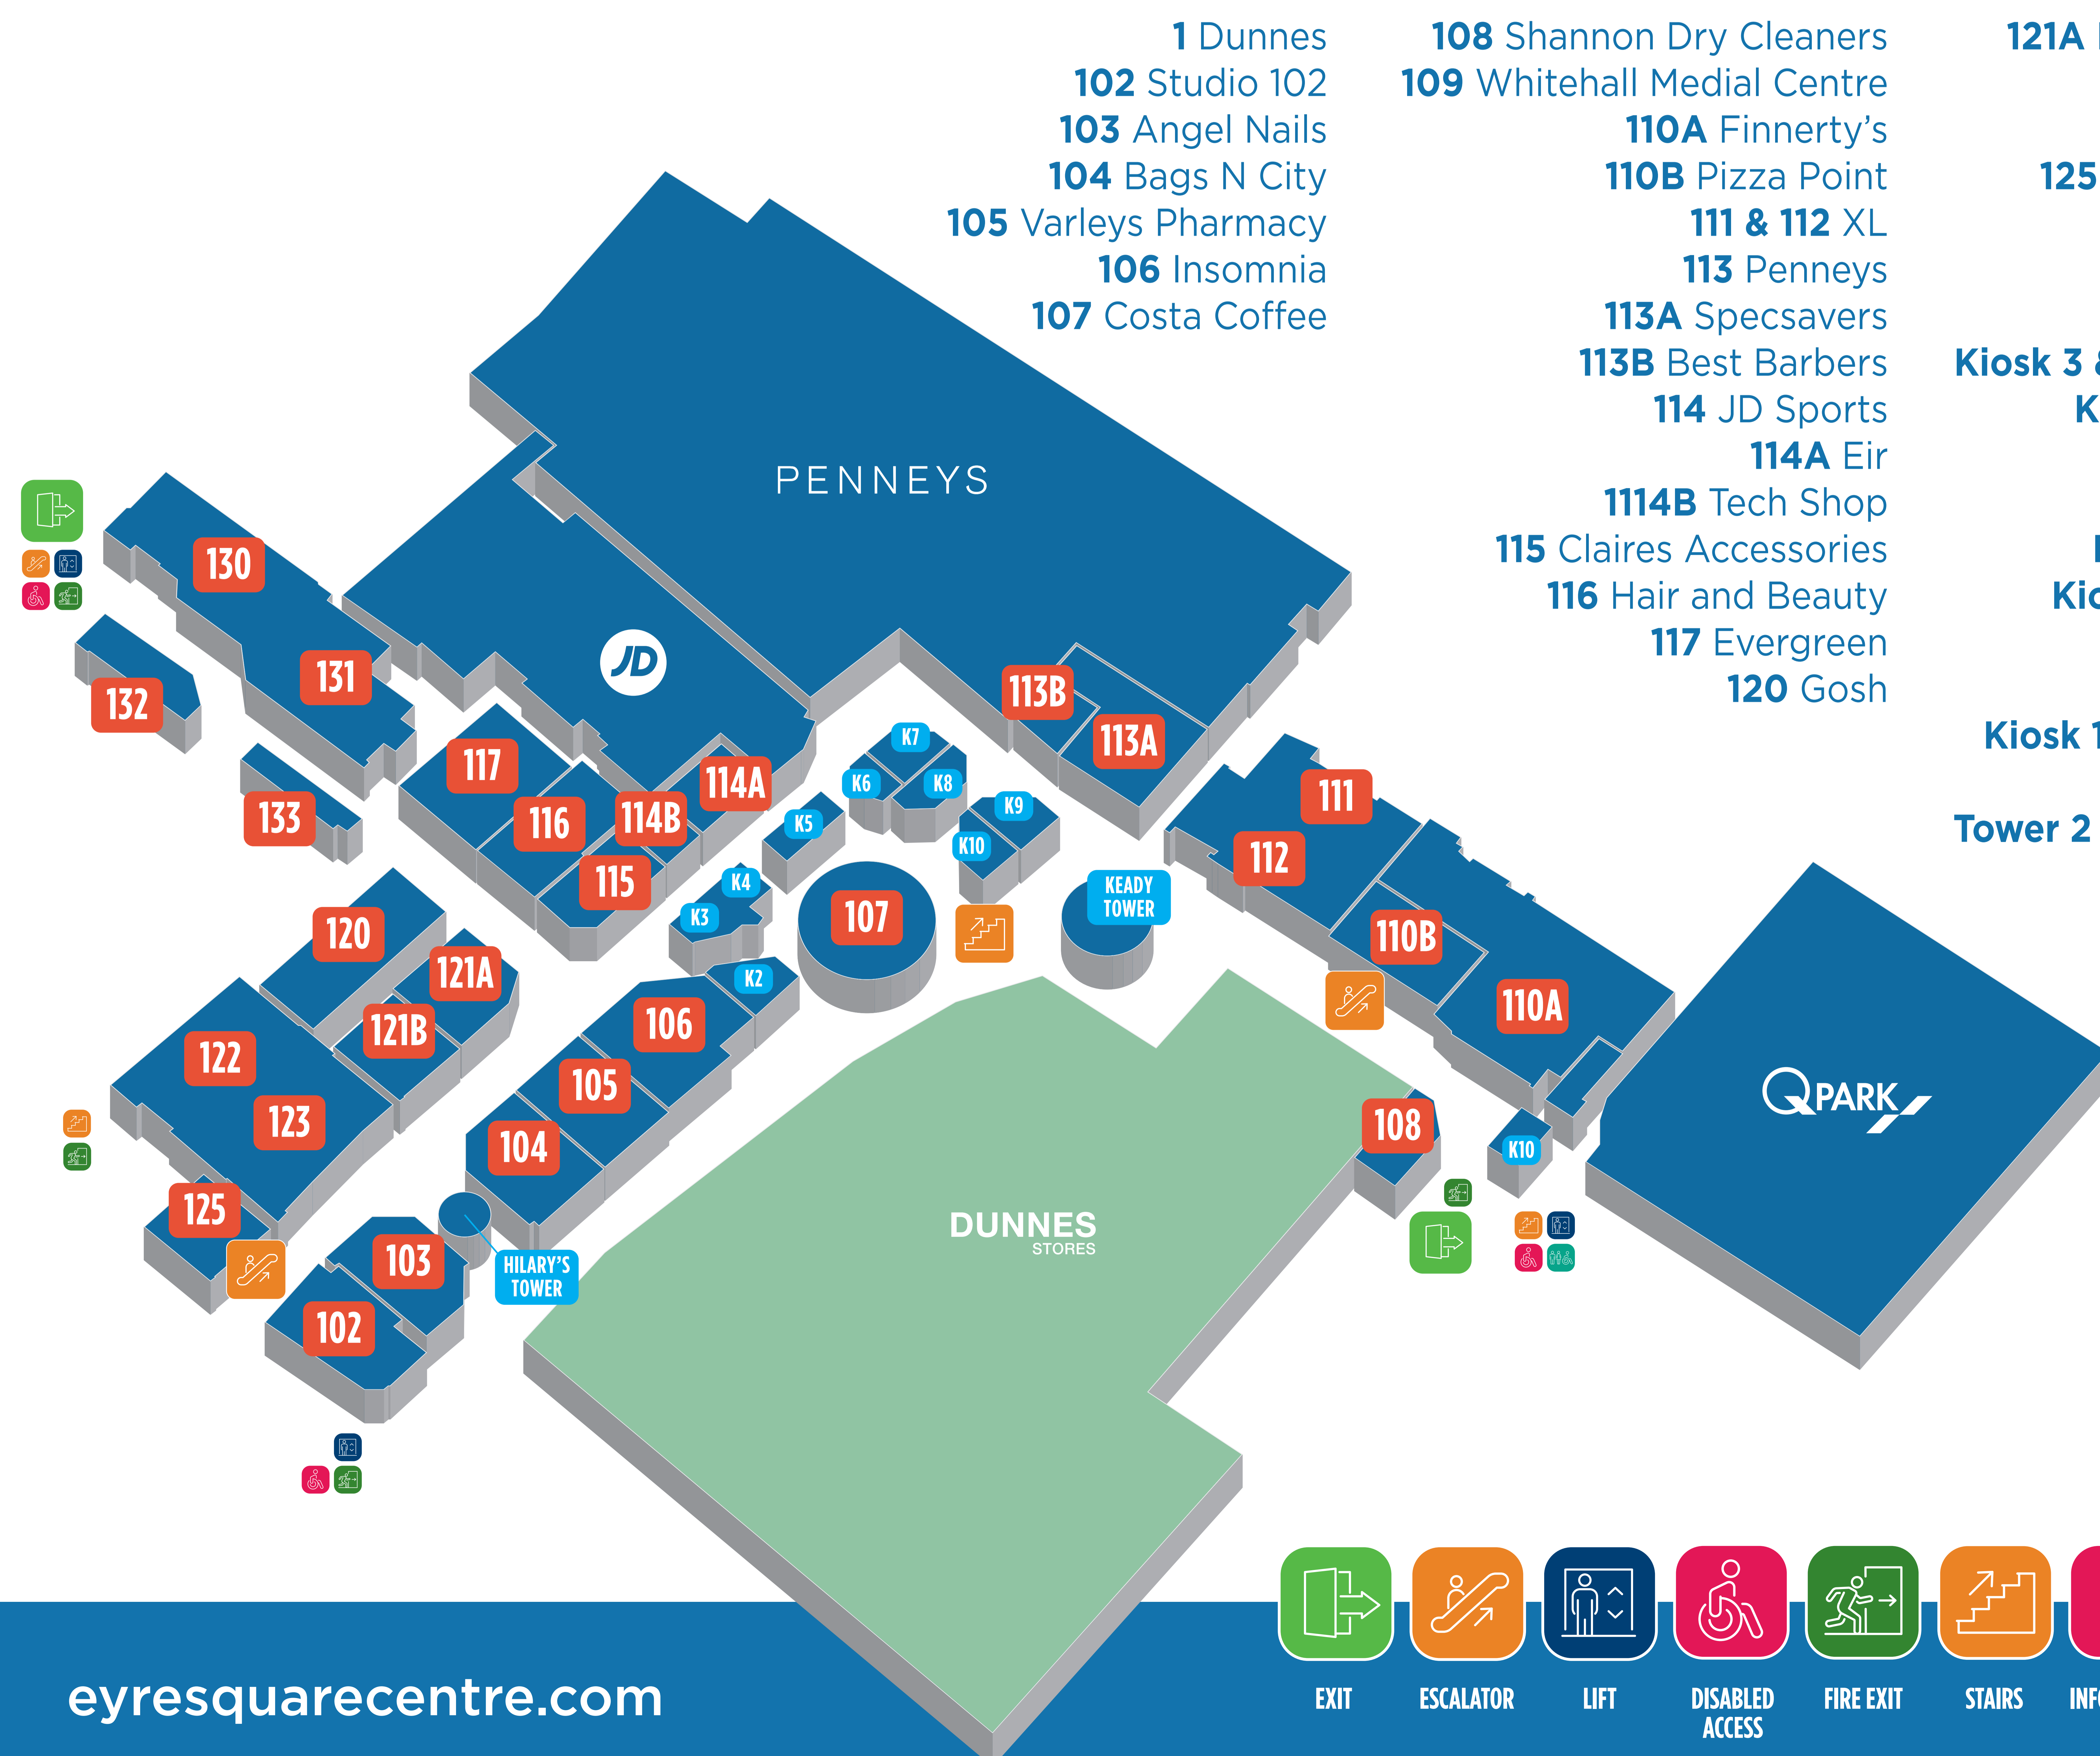 1 Dunnes
102 Studio 102
103 Angel Nails
104 Bags N City
105 Varleys Pharmacy
106 Insomnia
107 Costa Coffee
108 Shannon Dry Cleaners
109 Whitehall Medial Centre
110A Finnerty’s
110B Pizza Point
111 & 112 XL
113 Penneys
113A Specsavers
113B Best Barbers
114 JD Sports
114A Eir
1114B Tech Shop
115 Claires Accessories
116 Hair and Beauty
117 Evergreen
120 Gosh
121A
125
Kiosk 3
Kiosk 1
Tower 2
PENNEYS
JD
130
131
132
133
117
116
114B
114A
115
113B
113A
K7
K6
K8
K9
K10
K5
K4
K3
K2
107
KEADY
TOWER
111
112
110B
110A
120
121A
121B
122
123
125
106
105
104
103
102
HILARY’S
TOWER
108
K10
QPARK
DUNNES
STORES
eyresquarecentre.com
EXIT
ESCALATOR
LIFT
DISABLED
ACCESS
FIRE EXIT
STAIRS